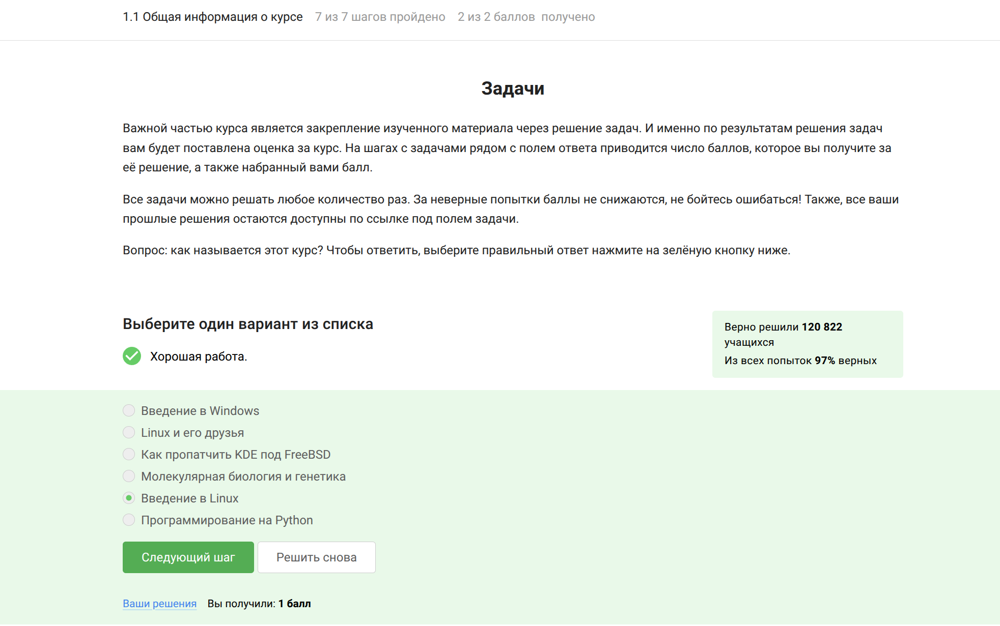 1.1 Общая информация о курсе 7 из 7 шагов пройдено 2 из 2 баллов получено
Задачи
Важной частью курса является закрепление изученного материала через решение задач. И именно по результатам решения задач
вам будет поставлена оценка за курс. На шагах с задачами рядом с полем ответа приводится число баллов, которое вы получите за
её решение, а также набранный вами балл.
Все задачи можно решать любое количество раз. За неверные попытки баллы не снижаются, не бойтесь ошибаться! Также, все ваши
прошлые решения остаются доступны по ссылке под полем задачи.
Вопрос: как называется этот курс? Чтобы ответить, выберите правильный ответ нажмите на зелёную кнопку ниже.
Выберите один вариант из списка
Хорошая работа.
Верно решили 120 822
учащихся
Из всех попыток 97% верных
Введение в Windows
Linux и его друзья
Как пропатчить KDE под FreeBSD
Молекулярная биология и генетика
Введение в Linux
Программирование на Python
Следующий шаг Решить снова
Ваши решения Вы получили: 1 балл